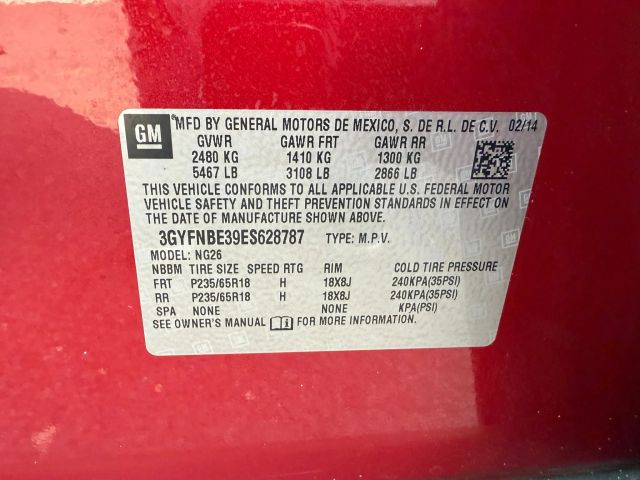 GM MFD BY GENERAL MOTORS DE MEXICO, S. DE R.L. DE C.V. 02/14
GVWR GAWR FRT GAWR RR
2480 KG 1410 KG 1300 KG
5467 LB 3108 LB 2866 LB
THIS VEHICLE CONFORMS TO ALL APPLICABLE U.S. FEDERAL MOTOR
VEHICLE SAFETY AND THEFT PREVENTION STANDARDS IN EFFECT ON
THE DATE OF MANUFACTURE SHOWN ABOVE.
3GYFNBE39ES628787 TYPE: M.P.V.
MODEL: NG26
NBBM TIRE SIZE SPEED RTG RIM COLD TIRE PRESSURE
FRT P235/65R18 H 18X8J 240KPA(35PSI)
RR P235/65R18 H 18X8J 240KPA(35PSI)
SPA NONE NONE KPA(PSI)
SEE OWNER'S MANUAL FOR MORE INFORMATION.